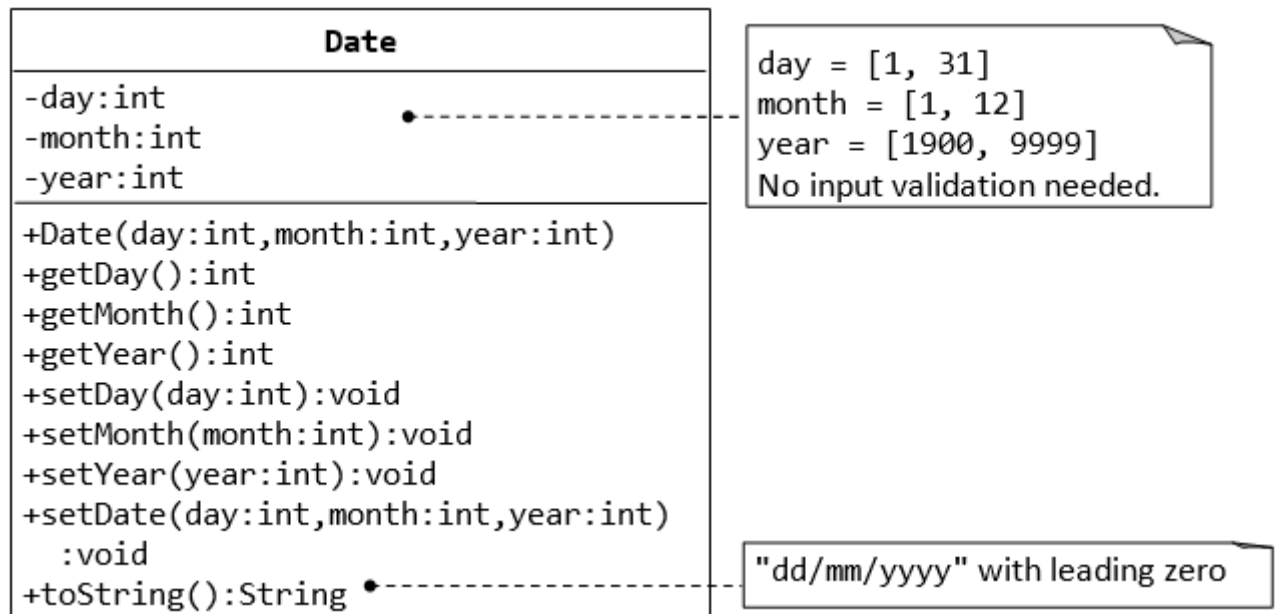 Date
-day:int
-month:int
-year:int
day = [1, 31]
month = [1, 12]
year = [1900, 9999]
No input validation needed.
+Date(day:int,month:int,year:int)
+getDay():int
+getMonth():int
+getYear():int
+setDay(day:int):void
+setMonth(month:int):void
+setYear(year:int):void
+setDate(day:int,month:int,year:int)
:void
+toString():String
"dd/mm/yyyy" with leading zero